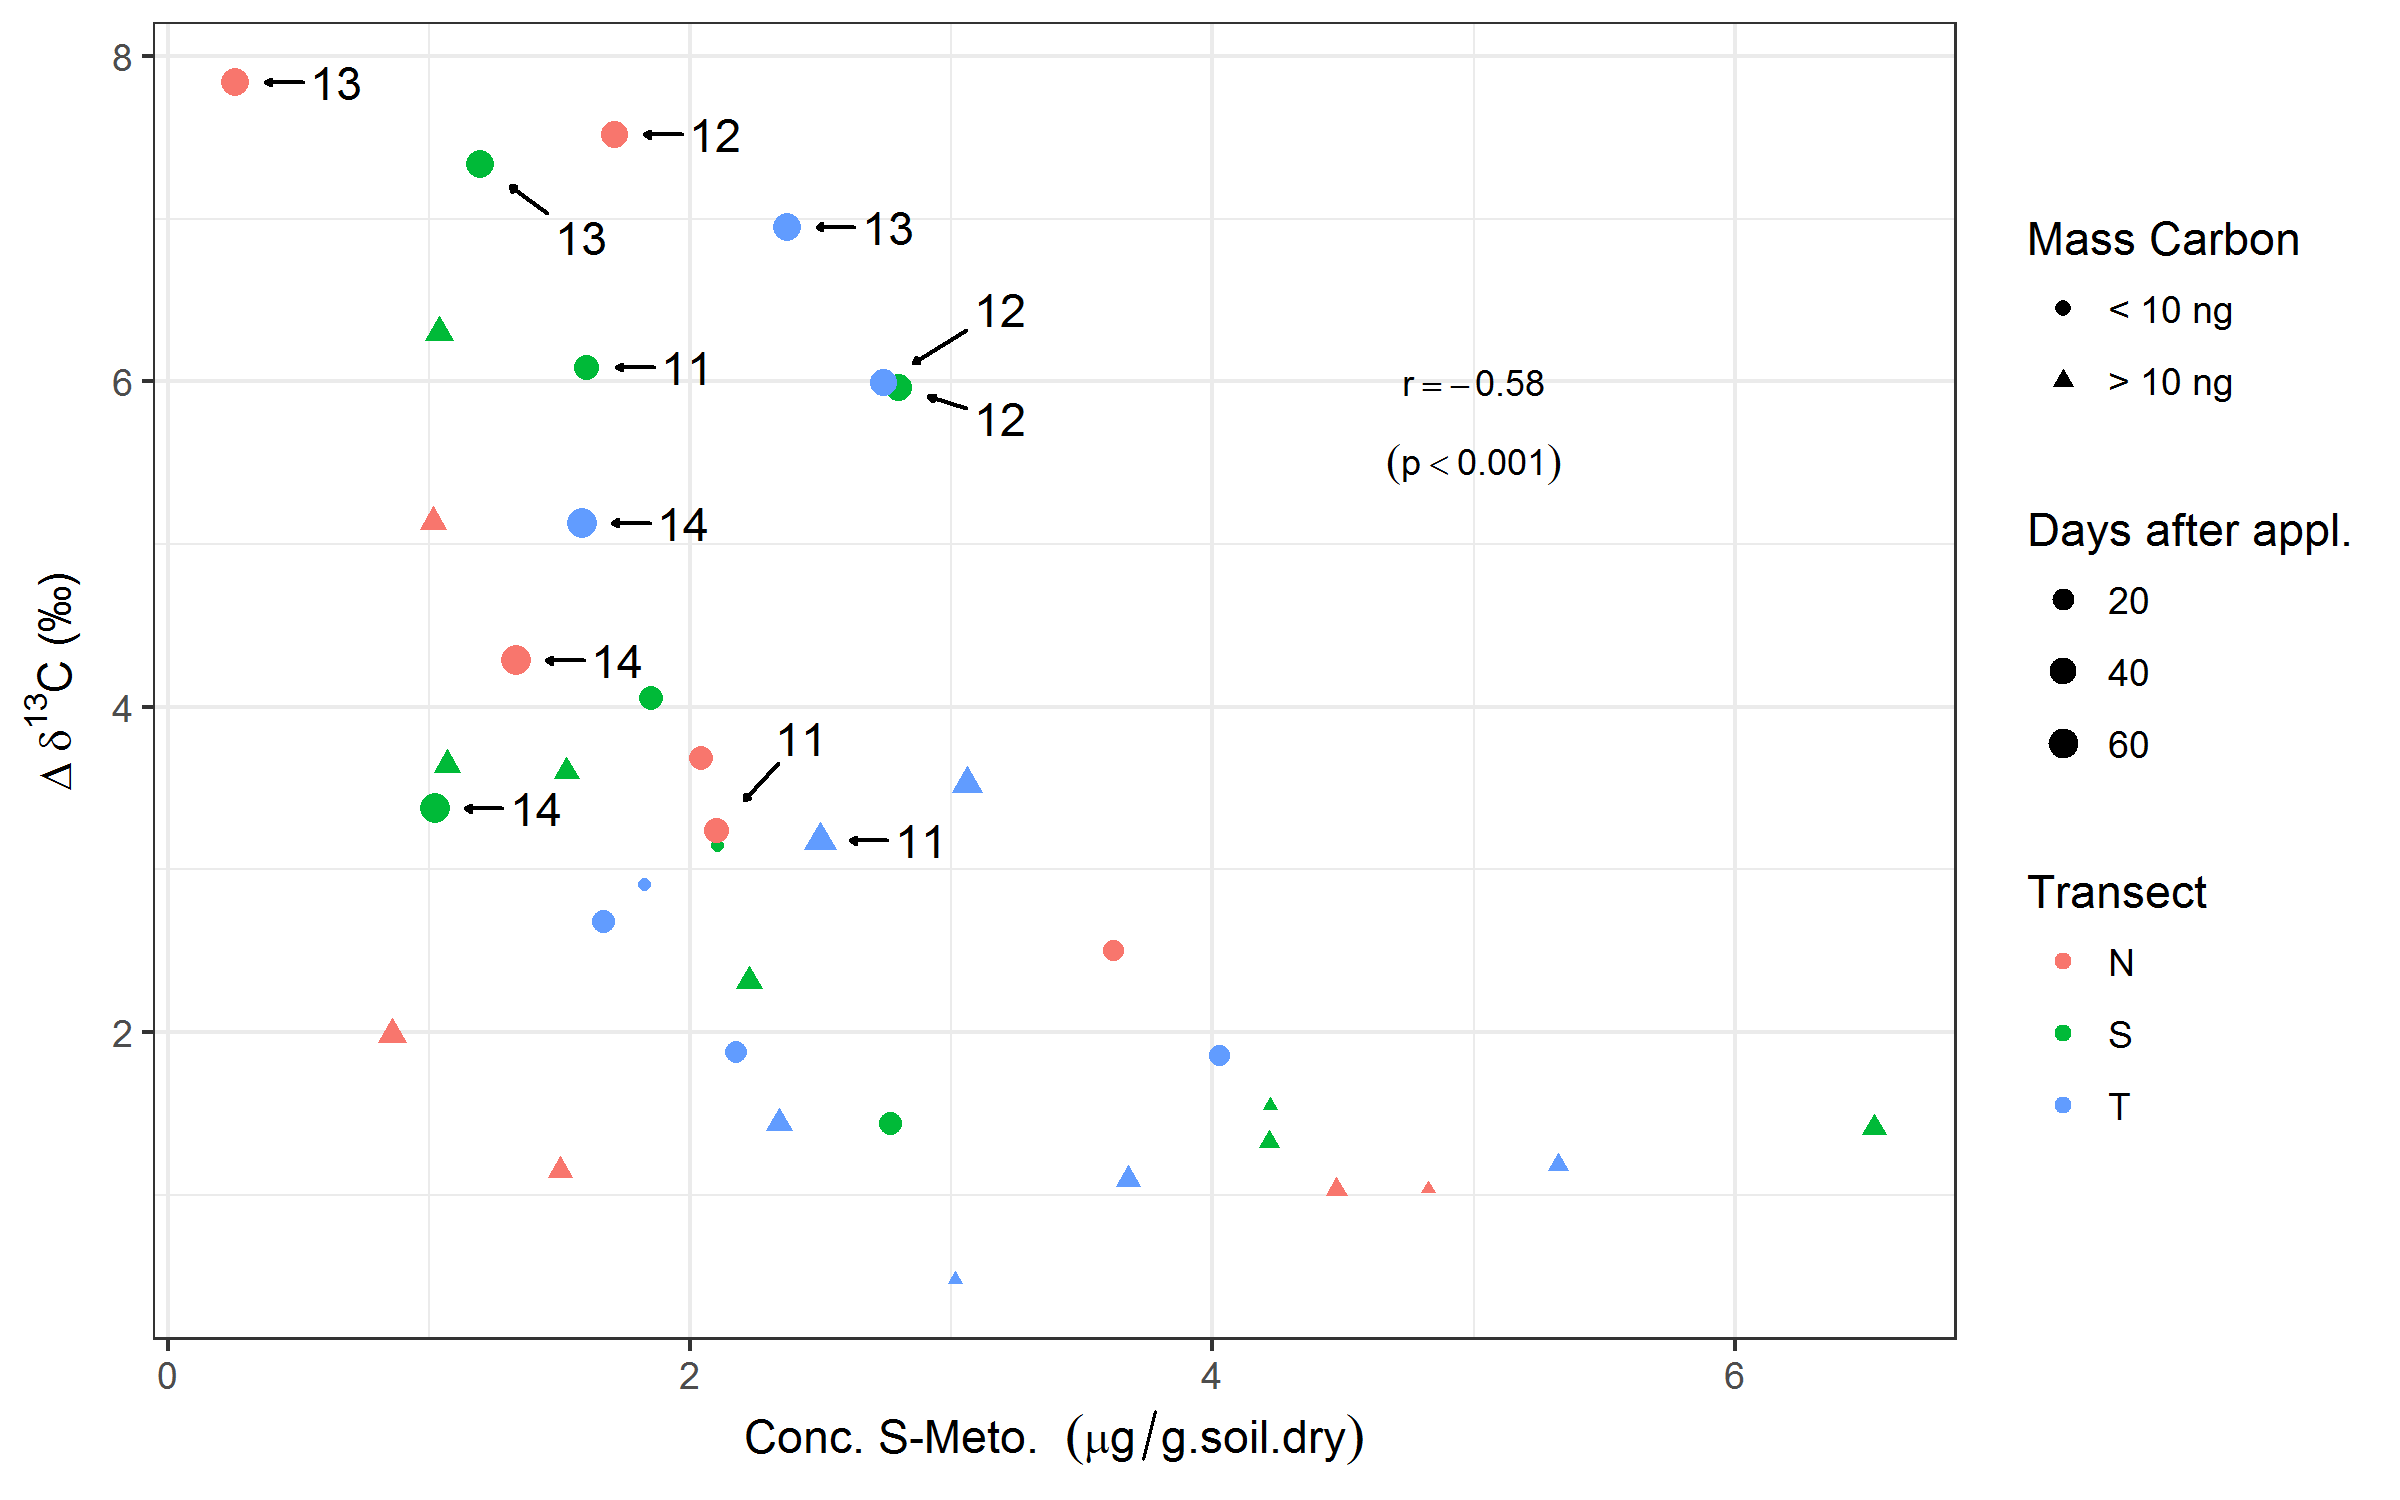 8
6
4
2
0
2
4
6
Δ δ¹³C (‰)
Conc. S-Meto. (μg/g.soil.dry)
13
12
13
13
12
11
12
14
14
11
14
11
r = −0.58
(p < 0.001)
Mass Carbon
< 10 ng
> 10 ng
Days after appl.
20
40
60
Transect
N
S
T